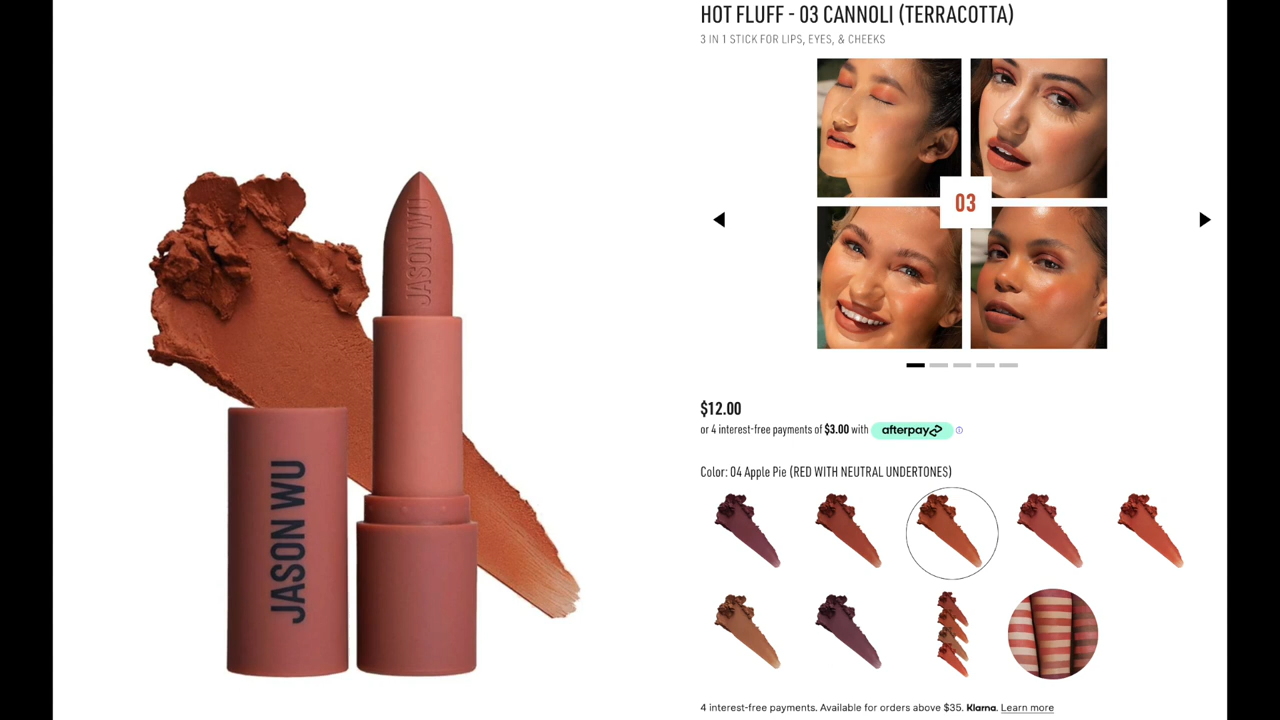 HOT FLUFF - 03 CANNOLI (TERRACOTTA)
3 IN 1 STICK FOR LIPS, EYES, & CHEEKS
03
JASON WU
JASON WU
$12.00
or 4 interest-free payments of $3.00 with afterpay
Color: 04 Apple Pie (RED WITH NEUTRAL UNDERTONES)
4 interest-free payments. Available for orders above $35. Klarna. Learn more